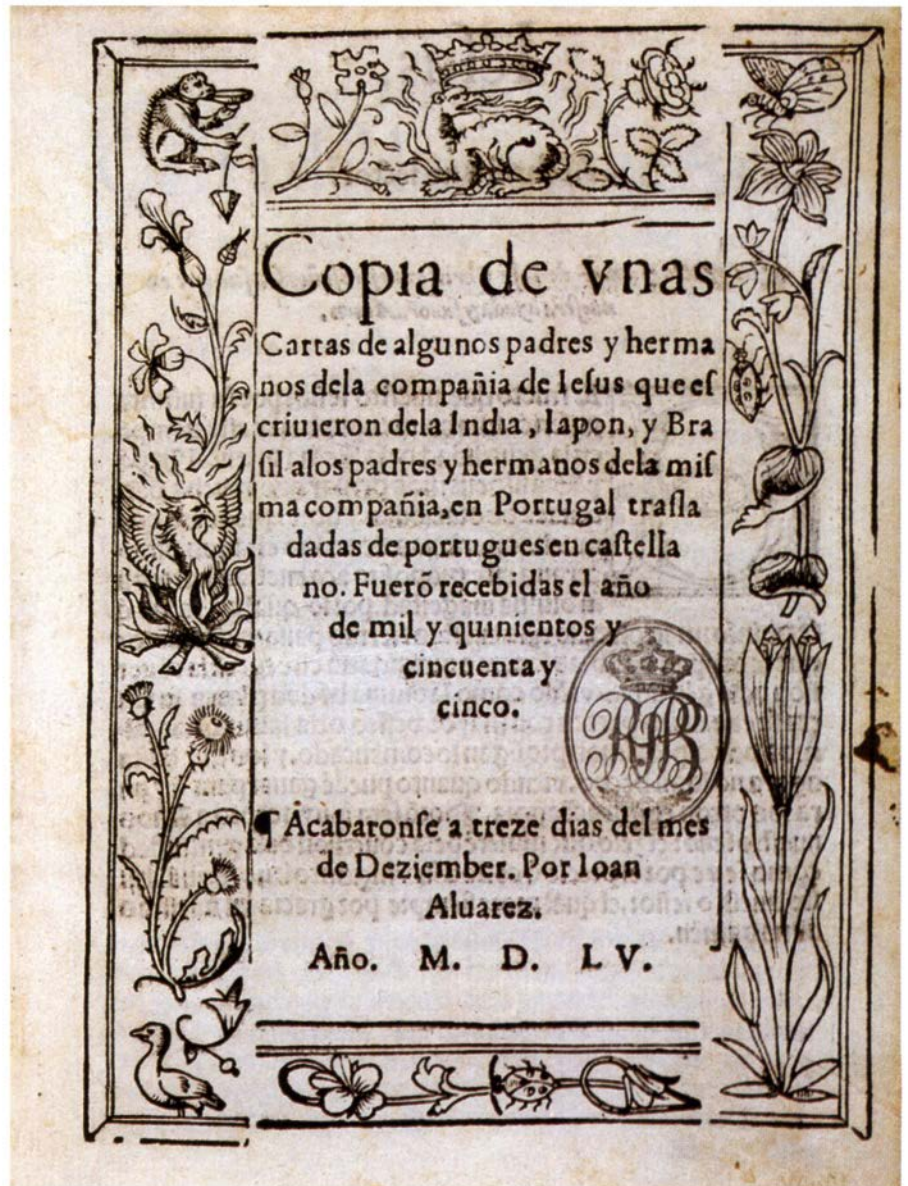 Copia de vnas
Cartas de algunos padres y herma
nos dela compañia de Iesus que eſ
criuieron dela India, Iapon, y Bra
ſil alos padres y hermanos dela miſ
ma compañia, en Portugal traſla
dadas de portugues en caſtella
no. Fuerõ recebidas el año
de mil y quinientos y
cincuenta y
cinco.
¶ Acabaronſe a treze dias del mes
de Deziember. Por Ioan
Aluarez.
Año. M. D. L V.